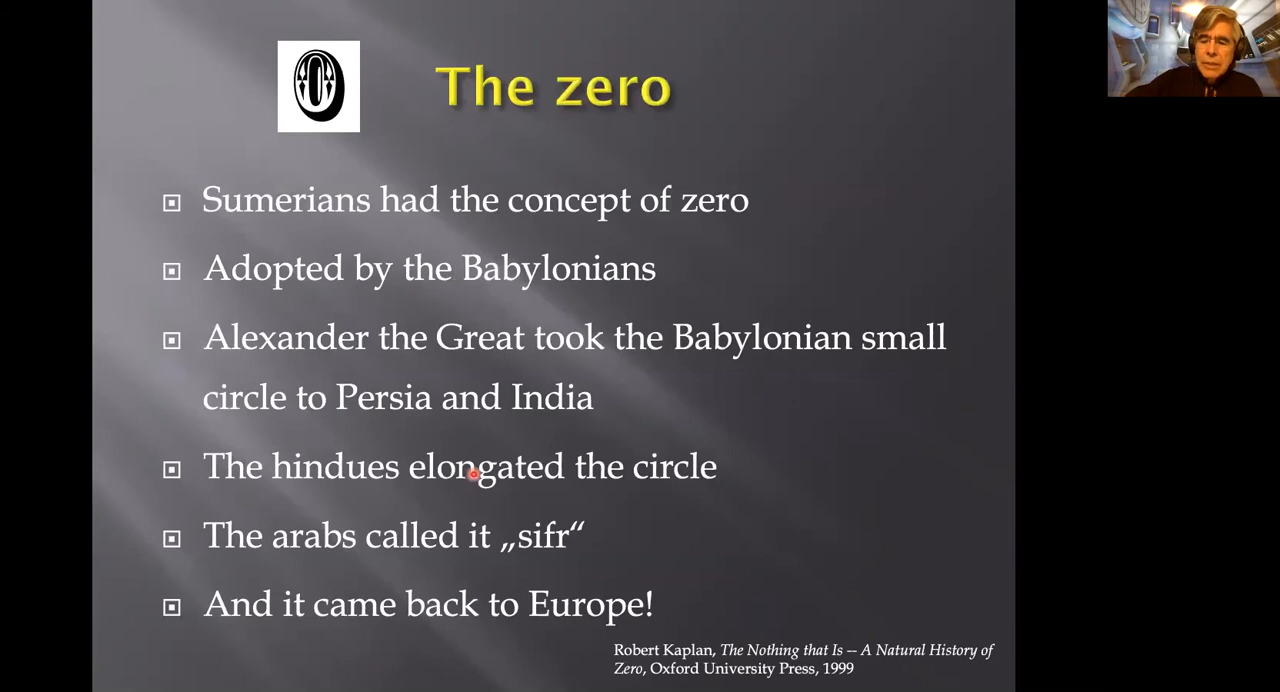 0
The zero
Sumerians had the concept of zero
Adopted by the Babylonians
Alexander the Great took the Babylonian small
circle to Persia and India
The hindues elongated the circle
The arabs called it „sifr“
And it came back to Europe!
Robert Kaplan, The Nothing that Is -- A Natural History of
Zero, Oxford University Press, 1999